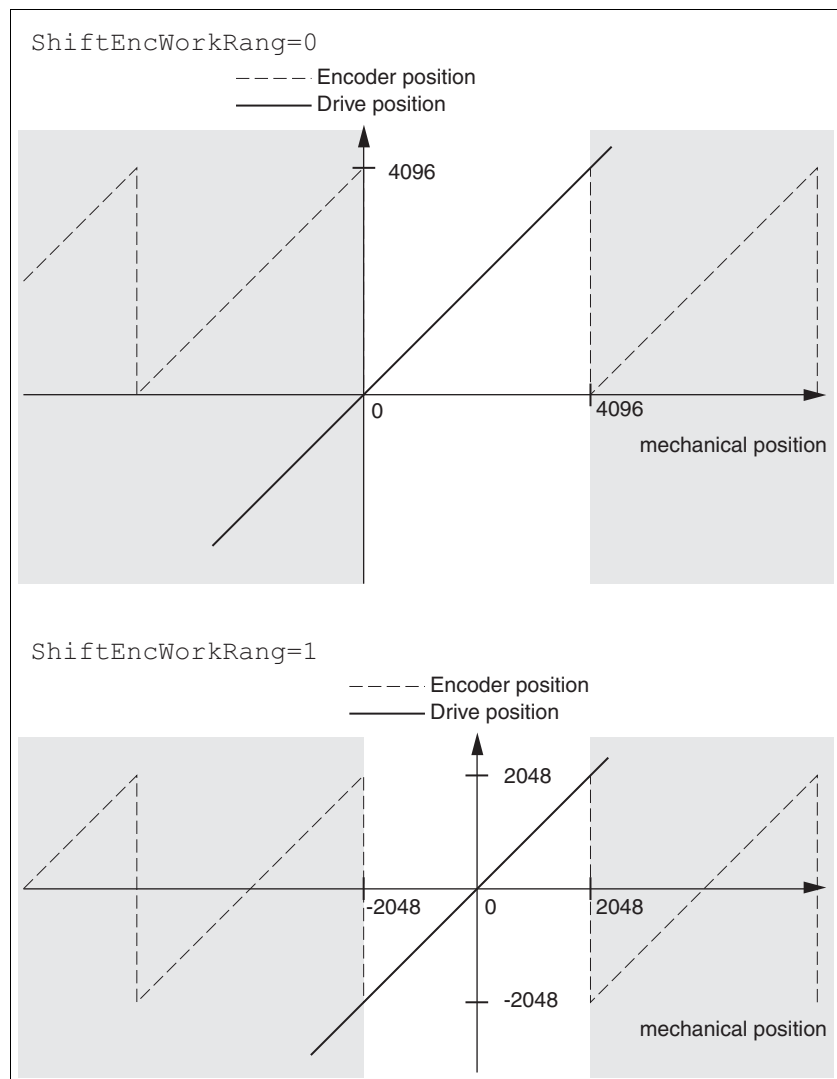 ShiftEncWorkRang=0
Encoder position
Drive position
4096
0
4096
mechanical position
ShiftEncWorkRang=1
Encoder position
Drive position
2048
-2048
0
2048
-2048
mechanical position